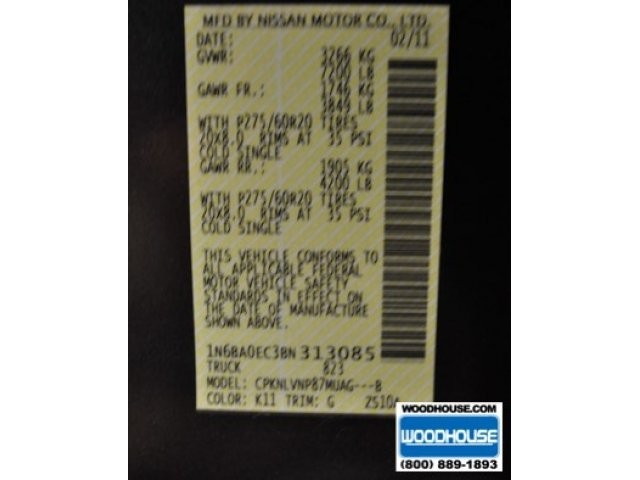 MFD BY NISSAN MOTOR CO., LTD.
DATE: 02/11
GVWR: 3266 KG
7200 LB
GAWR FR.: 1746 KG
3849 LB
WITH P275/60R20 TIRES
20X8.0 RIMS AT 35 PSI
COLD SINGLE
GAWR RR.: 1905 KG
4200 LB
WITH P275/60R20 TIRES
20X8.0 RIMS AT 35 PSI
COLD SINGLE
THIS VEHICLE CONFORMS TO
ALL APPLICABLE FEDERAL
MOTOR VEHICLE SAFETY
STANDARDS IN EFFECT ON
THE DATE OF MANUFACTURE
SHOWN ABOVE.
1N6BA0EC3BN 313085
TRUCK 823
MODEL: CPKNLVNP87MUAG---B
COLOR: K11 TRIM: G ZS10A
WOODHOUSE.COM
WOODHOUSE
(800) 889-1893